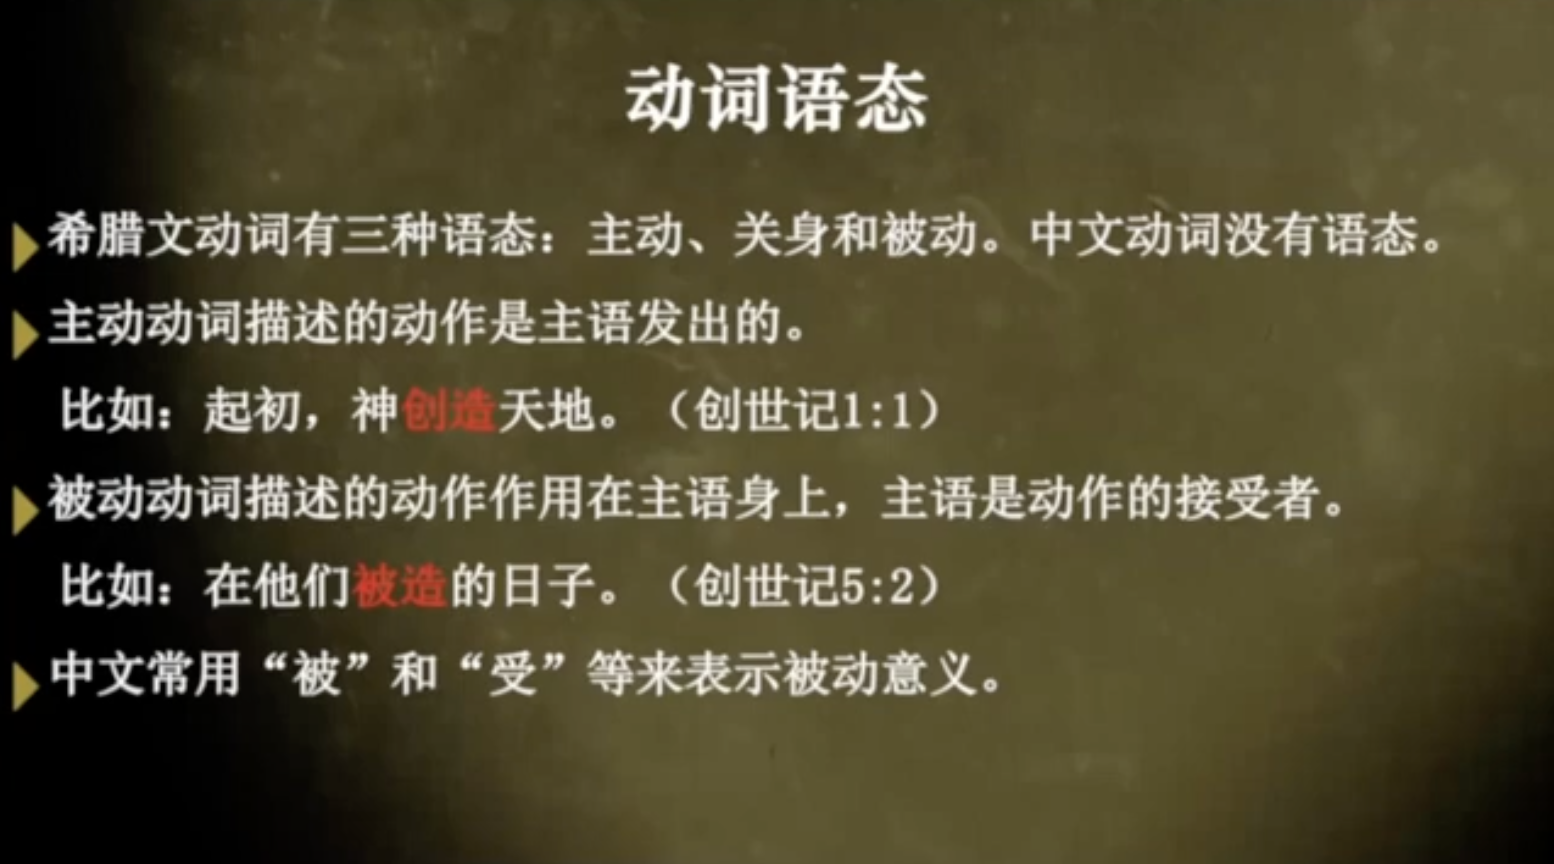 动词语态
希腊文动词有三种语态：主动、关身和被动。中文动词没有语态。
主动动词描述的动作是主语发出的。
比如：起初，神创造天地。（创世记1:1）
被动动词描述的动作作用在主语身上，主语是动作的接受者。
比如：在他们被造的日子。（创世记5:2）
中文常用“被”和“受”等来表示被动意义。